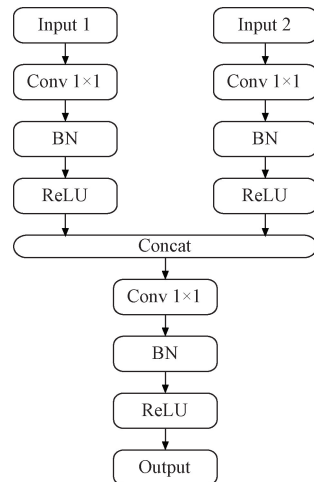 Input 1
Input 2
Conv 1×1
Conv 1×1
BN
BN
ReLU
ReLU
Concat
Conv 1×1
BN
ReLU
Output